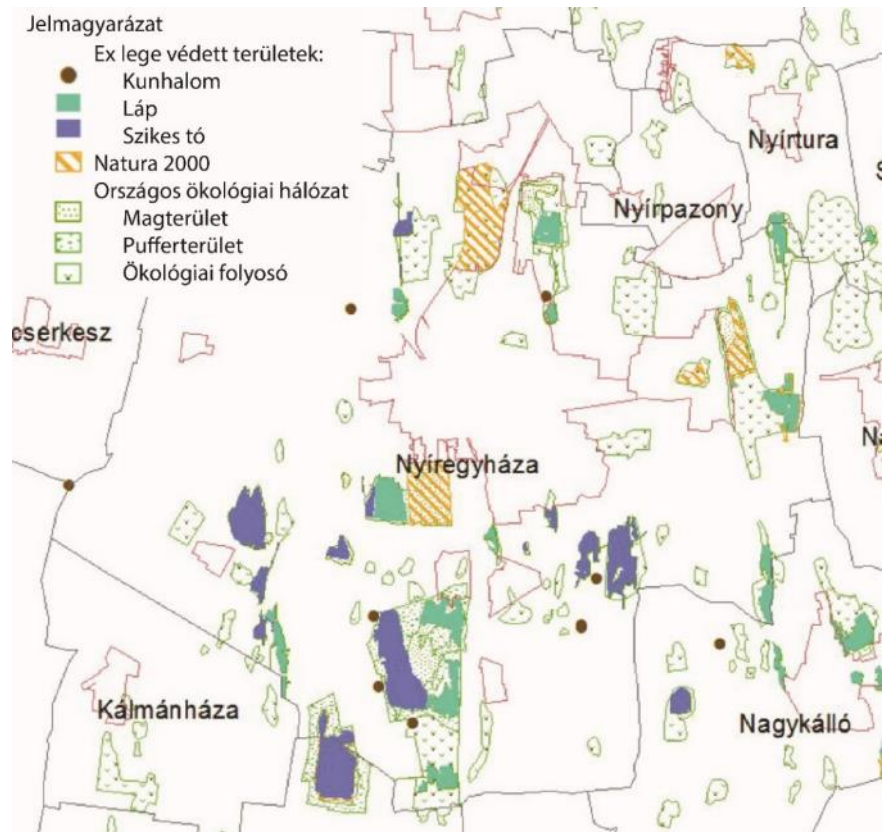 Jelmagyarázat
Ex lege védett területek:
Kunhalom
Láp
Szikes tó
Natura 2000
Országos ökológiai hálózat
Magterület
Pufferterület
Ökológiai folyosó
Nyírtura
Nyírpazony
cserkesz
Nyíregyháza
Kálmánháza
Nagykálló